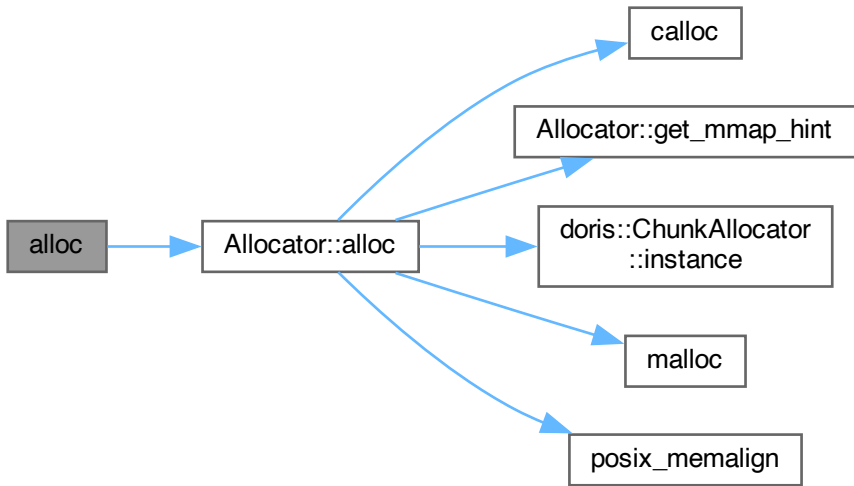 alloc
Allocator::alloc
calloc
Allocator::get_mmap_hint
doris::ChunkAllocator
::instance
malloc
posix_memalign